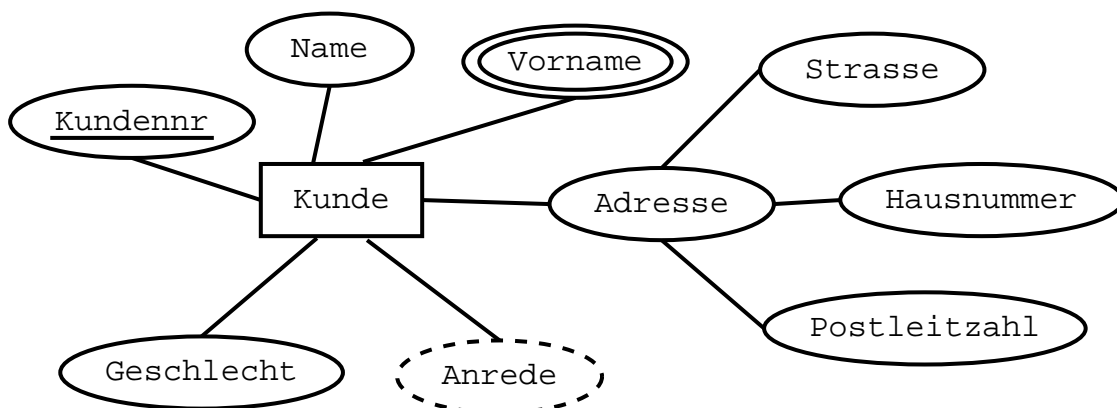 Name
Vorname
Strasse
Kundennr
Kunde
Adresse
Hausnummer
Postleitzahl
Geschlecht
Anrede